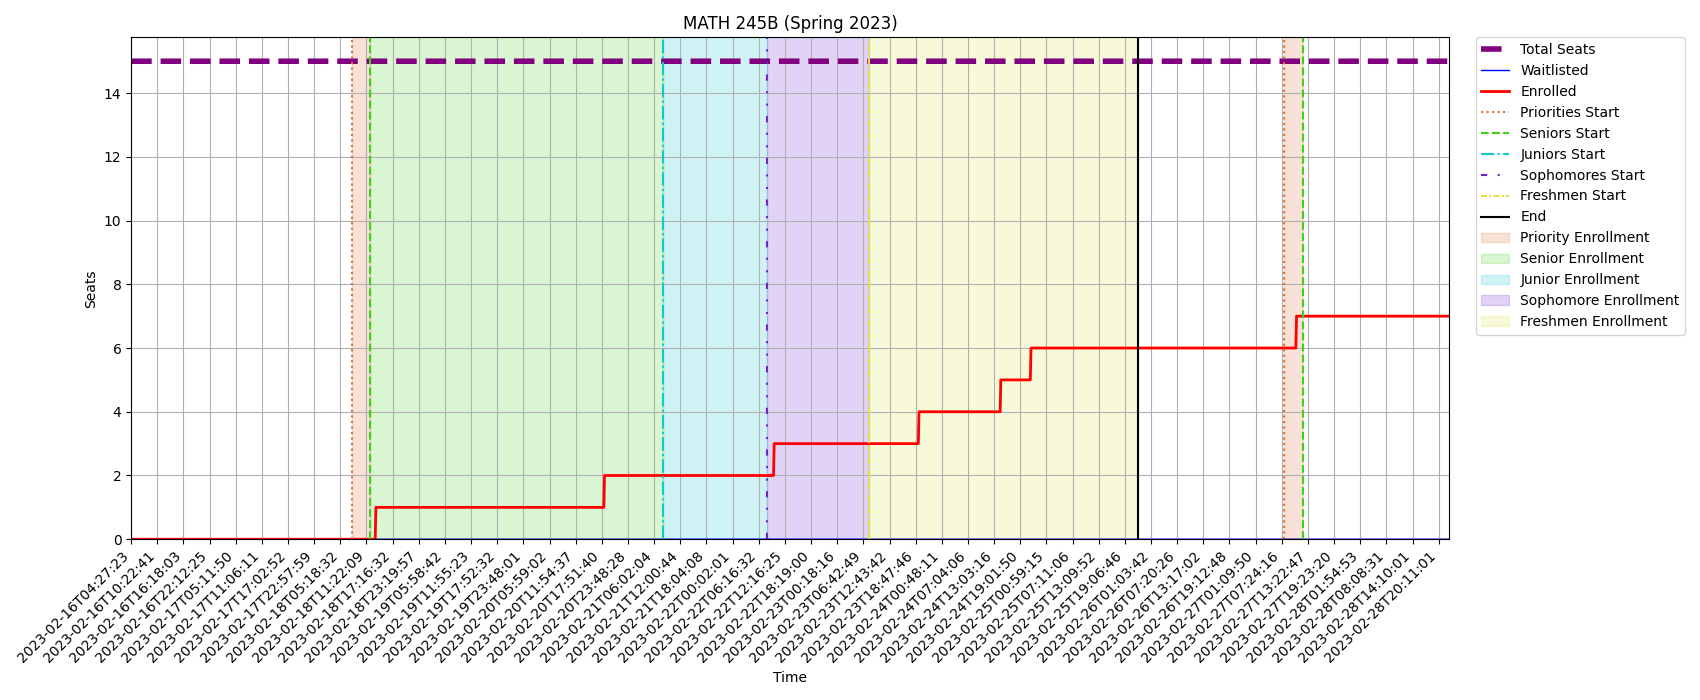 MATH 245B (Spring 2023)
Total Seats
Waitlisted
Enrolled
Priorities Start
Seniors Start
Juniors Start
Sophomores Start
Freshmen Start
End
Priority Enrollment
Senior Enrollment
Junior Enrollment
Sophomore Enrollment
Freshmen Enrollment
Seats
14
12
10
8
6
4
2
0
2023-02-16T04:27:23
2023-02-16T10:22:41
2023-02-16T16:18:03
2023-02-16T22:12:25
2023-02-17T05:11:50
2023-02-17T11:06:11
2023-02-17T17:02:52
2023-02-17T22:57:59
2023-02-18T05:18:32
2023-02-18T11:22:09
2023-02-18T17:16:32
2023-02-18T23:19:57
2023-02-19T05:58:42
2023-02-19T11:55:23
2023-02-19T17:52:32
2023-02-19T23:48:01
2023-02-20T05:59:02
2023-02-20T11:54:37
2023-02-20T17:51:40
2023-02-20T23:48:28
2023-02-21T06:02:04
2023-02-21T12:00:44
2023-02-21T18:04:08
2023-02-22T00:02:01
2023-02-22T06:16:32
2023-02-22T12:16:25
2023-02-22T18:19:00
2023-02-23T00:18:16
2023-02-23T06:42:49
2023-02-23T12:43:42
2023-02-23T18:47:46
2023-02-24T00:48:11
2023-02-24T07:04:06
2023-02-24T13:03:16
2023-02-24T19:01:50
2023-02-25T00:59:15
2023-02-25T07:11:06
2023-02-25T13:09:52
2023-02-25T19:06:46
2023-02-26T01:03:42
2023-02-26T07:20:26
2023-02-26T13:17:02
2023-02-26T19:12:48
2023-02-27T01:09:50
2023-02-27T07:24:16
2023-02-27T13:22:47
2023-02-27T19:23:20
2023-02-28T01:54:53
2023-02-28T08:08:31
2023-02-28T14:10:01
2023-02-28T20:11:01
Time